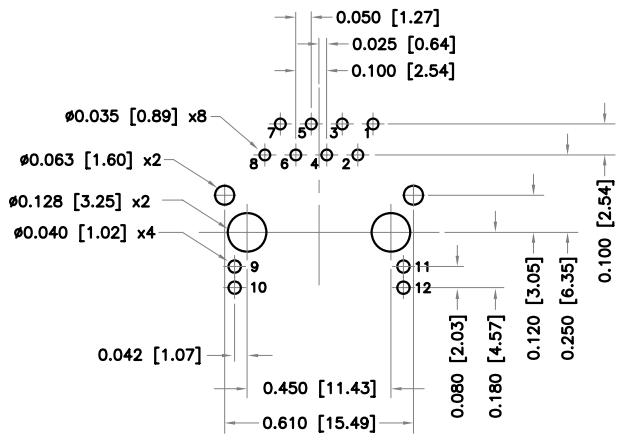 0.050 [1.27]
0.025 [0.64]
0.100 [2.54]
ø0.035 [0.89] x8
7 5 3 1
8 6 4 2
ø0.063 [1.60] x2
ø0.128 [3.25] x2
ø0.040 [1.02] x4
9 11
10 12
0.100 [2.54]
0.120 [3.05]
0.250 [6.35]
0.080 [2.03]
0.180 [4.57]
0.042 [1.07]
0.450 [11.43]
0.610 [15.49]